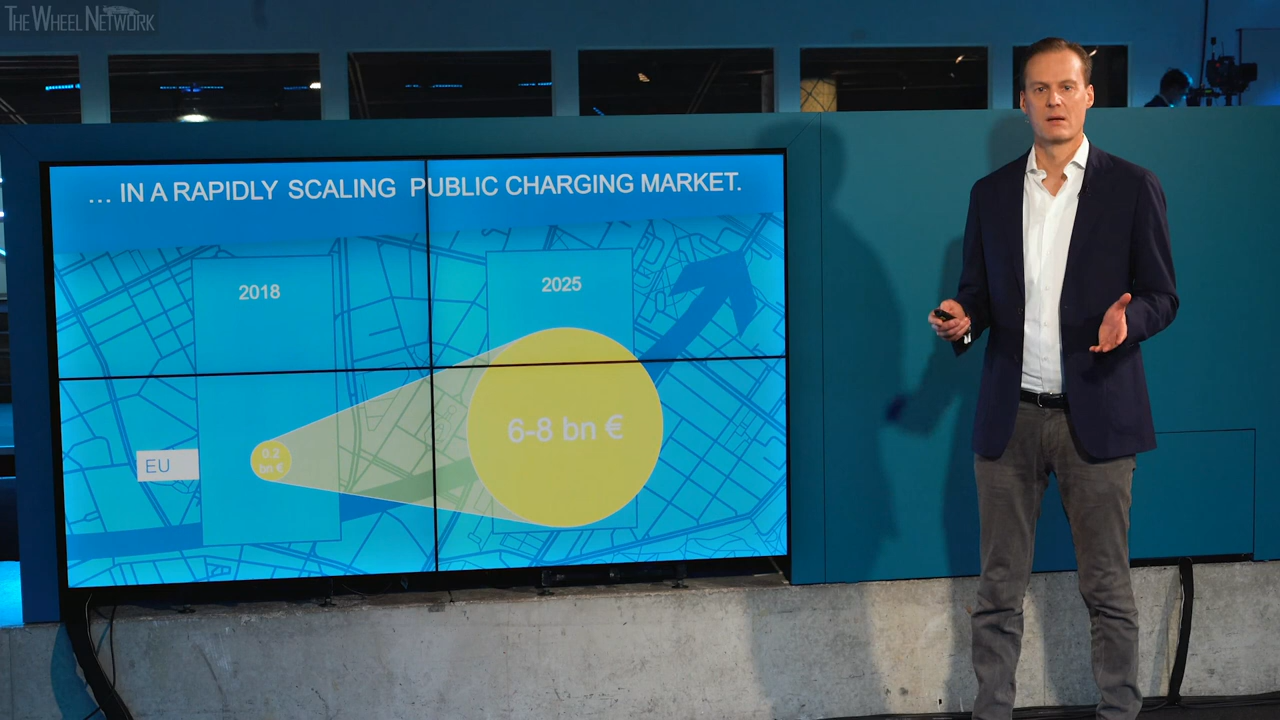 THE WHEEL NETWORK
... IN A RAPIDLY SCALING PUBLIC CHARGING MARKET.
2018
2025
6-8 bn €
0.2
bn €
EU